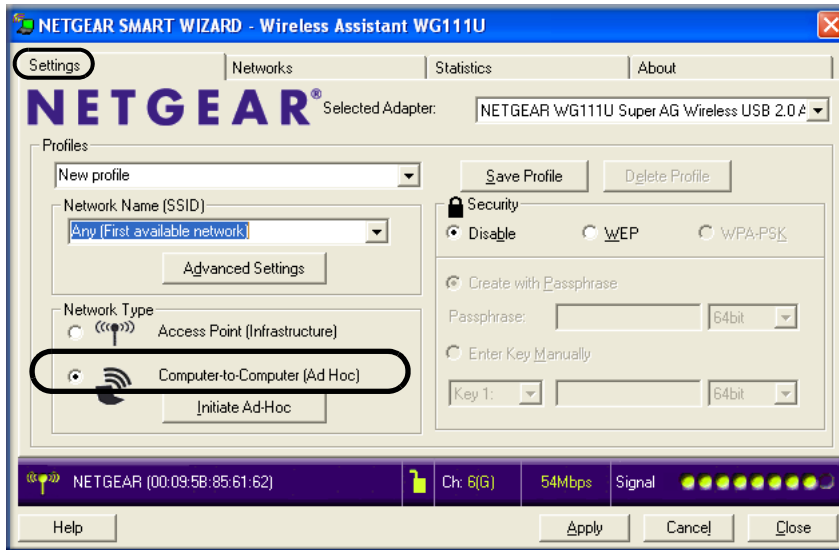 NETGEAR SMART WIZARD - Wireless Assistant WG111U
Settings Networks Statistics About
NETGEAR® Selected Adapter: NETGEAR WG111U Super AG Wireless USB 2.0 A
Profiles
New profile Save Profile Delete Profile
Network Name (SSID) Security
Any (First available network) Disable WEP WPA-PSK
Advanced Settings
Create with Passphrase
Network Type
Access Point (Infrastructure) Passphrase: 64bit
Enter Key Manually
Computer-to-Computer (Ad Hoc)
Initiate Ad-Hoc Key 1: 64bit
NETGEAR (00:09:5B:85:61:62) Ch: 6(G) 54Mbps Signal
Help Apply Cancel Close